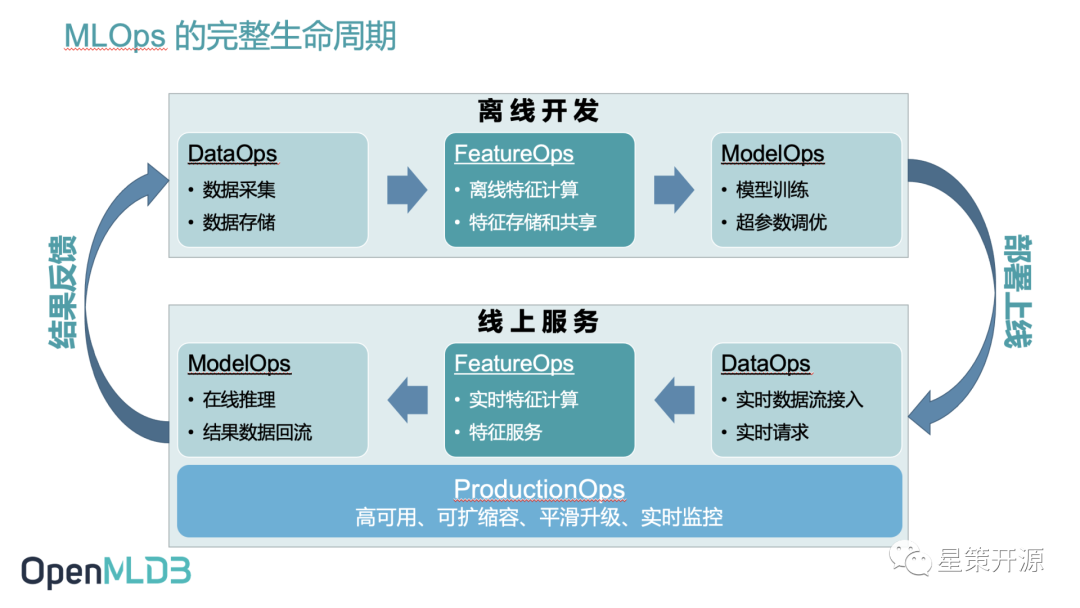 MLOps 的完整生命周期
离线开发
DataOps
• 数据采集
• 数据存储
FeatureOps
• 离线特征计算
• 特征存储和共享
ModelOps
• 模型训练
• 超参数调优
结果反馈
部署上线
线上服务
ModelOps
• 在线推理
• 结果数据回流
FeatureOps
• 实时特征计算
• 特征服务
DataOps
• 实时数据流接入
• 实时请求
ProductionOps
高可用、可扩缩容、平滑升级、实时监控
OpenMLDB
星策开源